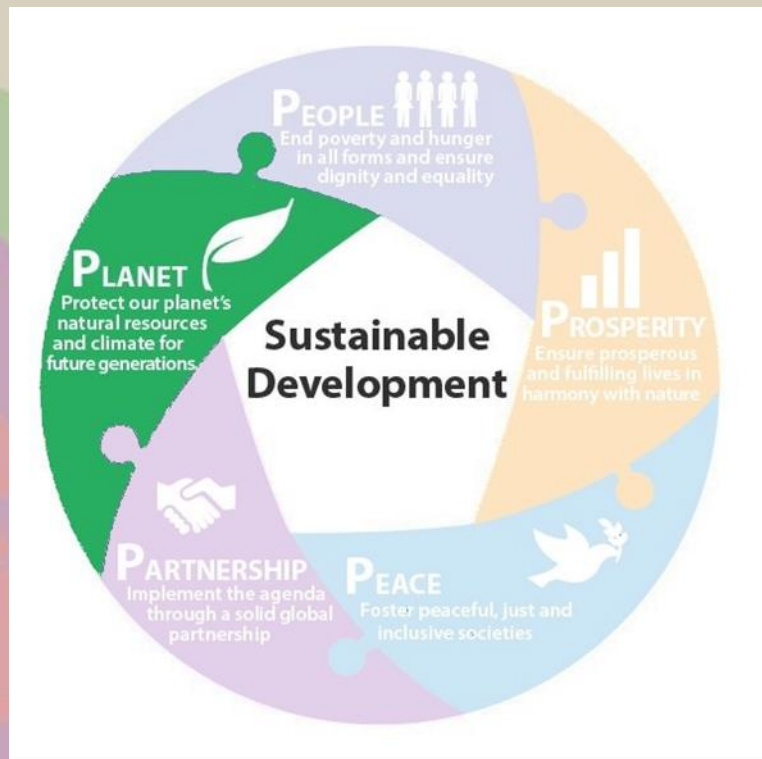 PEOPLE
End poverty and hunger
in all forms and ensure
dignity and equality
PLANET
Protect our planet's
natural resources
and climate for
future generations.
Sustainable
Development
PROSPERITY
Ensure prosperous
and fulfilling lives in
harmony with nature
PARTNERSHIP
Implement the agenda
through a solid global
partnership
PEACE
Foster peaceful, just and
inclusive societies